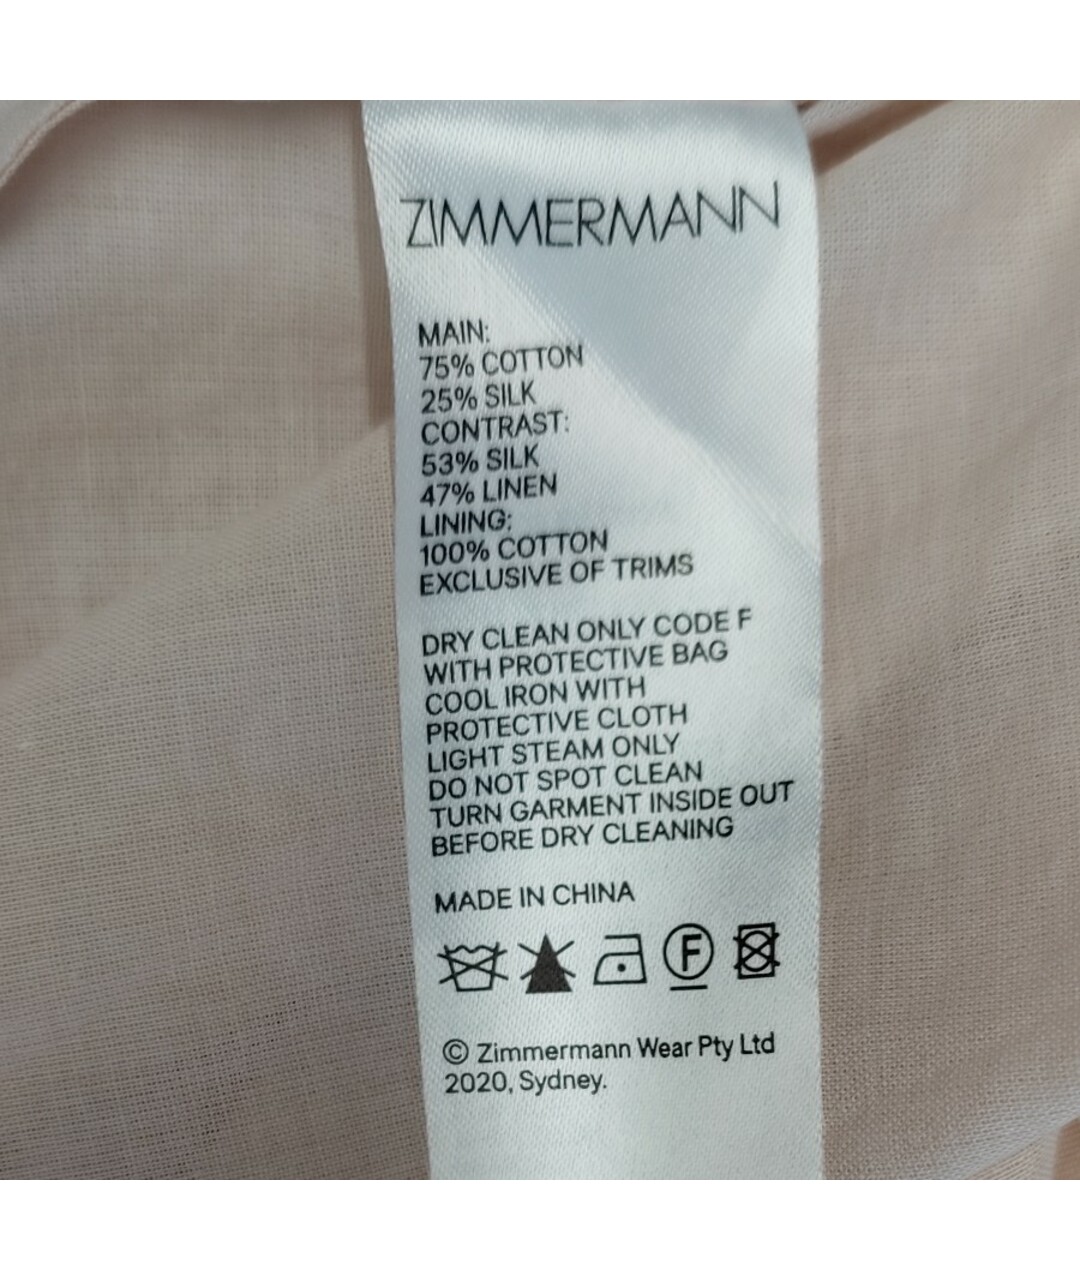 ZIMMERMANN
MAIN:
75% COTTON
25% SILK
CONTRAST:
53% SILK
47% LINEN
LINING:
100% COTTON
EXCLUSIVE OF TRIMS
DRY CLEAN ONLY CODE F
WITH PROTECTIVE BAG
COOL IRON WITH
PROTECTIVE CLOTH
LIGHT STEAM ONLY
DO NOT SPOT CLEAN
TURN GARMENT INSIDE OUT
BEFORE DRY CLEANING
MADE IN CHINA
F
© Zimmermann Wear Pty Ltd
2020, Sydney.